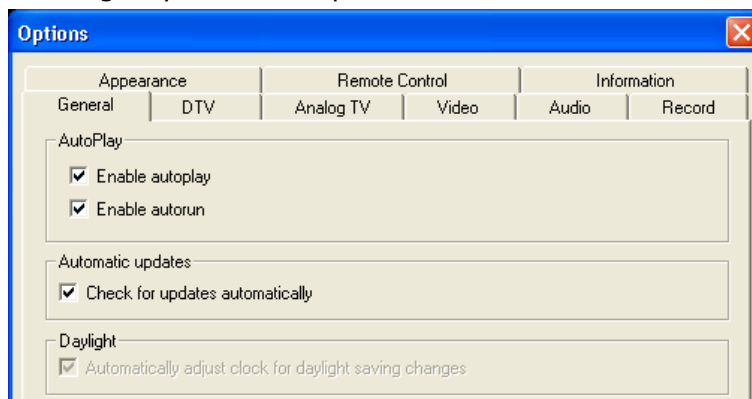 Options
Appearance Remote Control Information
General DTV Analog TV Video Audio Record
AutoPlay
Enable autoplay
Enable autorun
Automatic updates
Check for updates automatically
Daylight
Automatically adjust clock for daylight saving changes